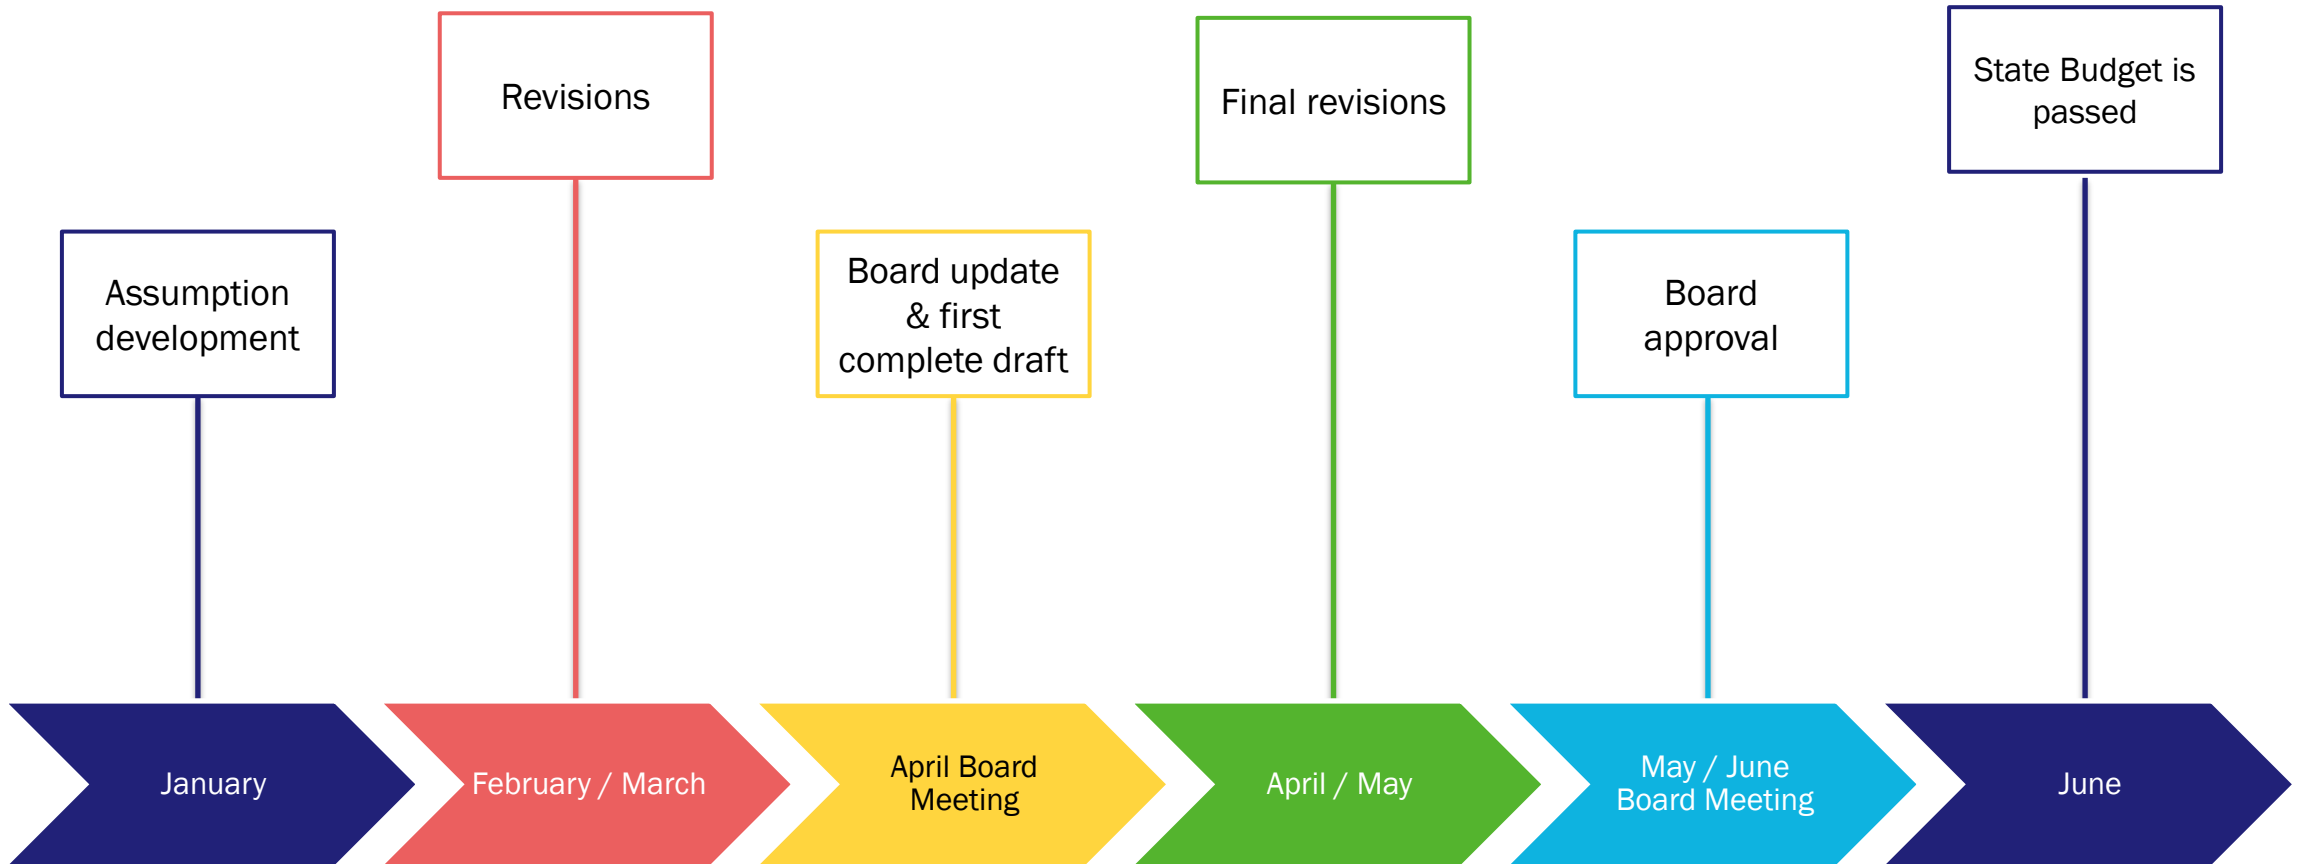 Revisions
Final revisions
State Budget is
passed
Assumption
development
Board update
& first
complete draft
Board
approval
January
February / March
April Board
Meeting
April / May
May / June
Board Meeting
June